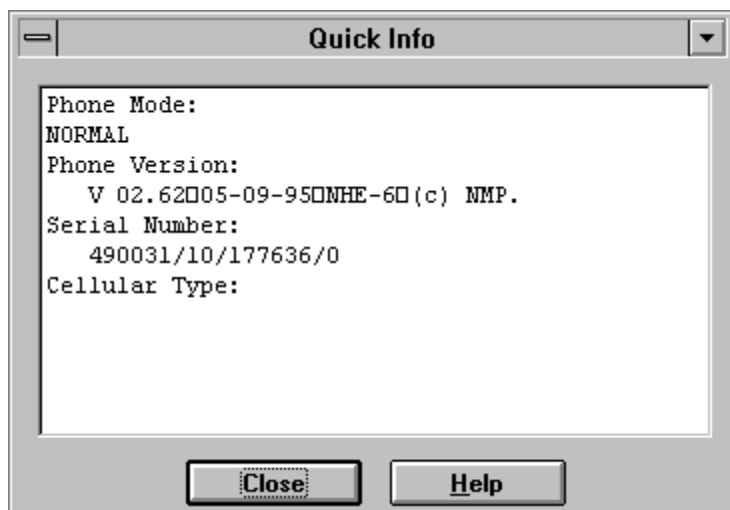 Quick Info
Phone Mode:
NORMAL
Phone Version:
V 02.62□05-09-95□NHE-6□(c) NMP.
Serial Number:
490031/10/177636/0
Cellular Type:
Close
Help